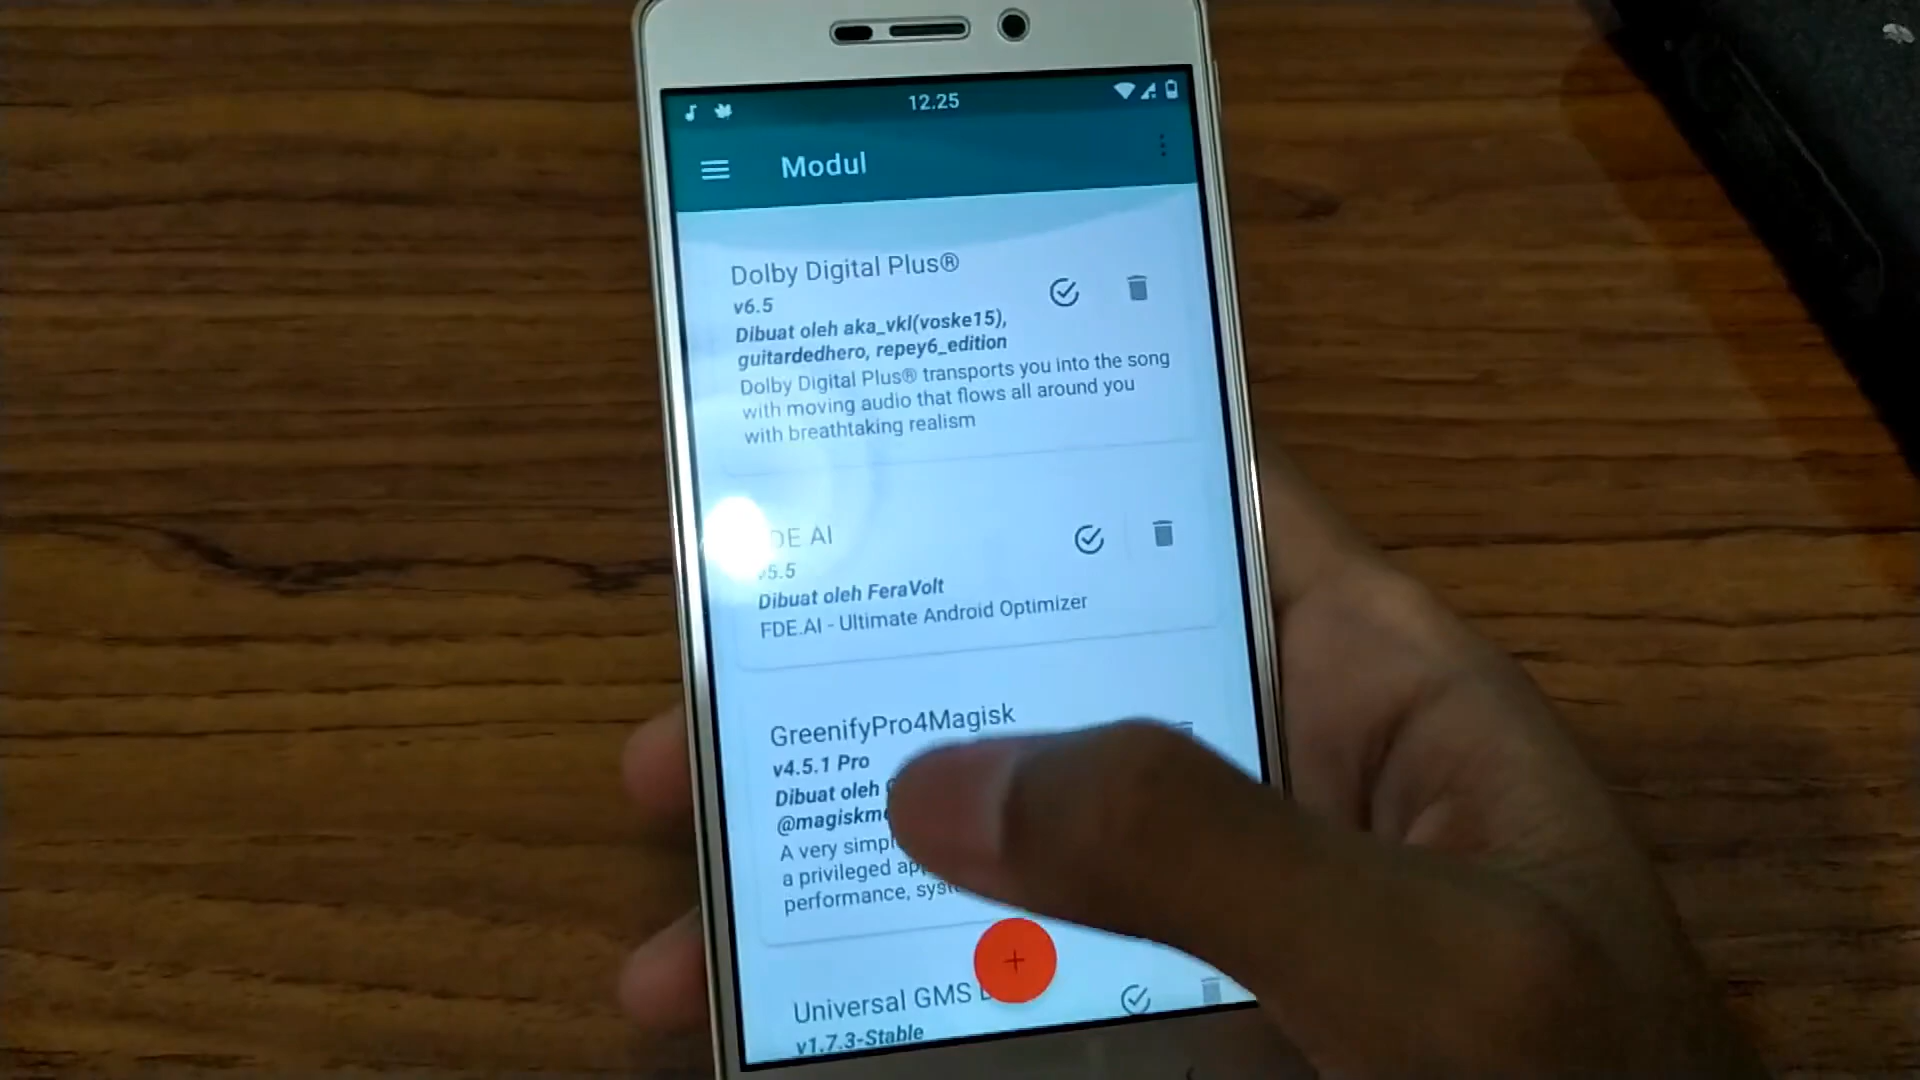 12.25
Modul
Dolby Digital Plus®
v6.5
Dibuat oleh aka_vkl(voske15),
guitardedhero, repey6_edition
Dolby Digital Plus® transports you into the song
with moving audio that flows all around you
with breathtaking realism
DE AI
v5.5
Dibuat oleh FeraVolt
FDE.AI - Ultimate Android Optimizer
GreenifyPro4Magisk
v4.5.1 Pro
Dibuat oleh
A very
a privileged
performance,
Universal GMS
v1.7.3-Stable